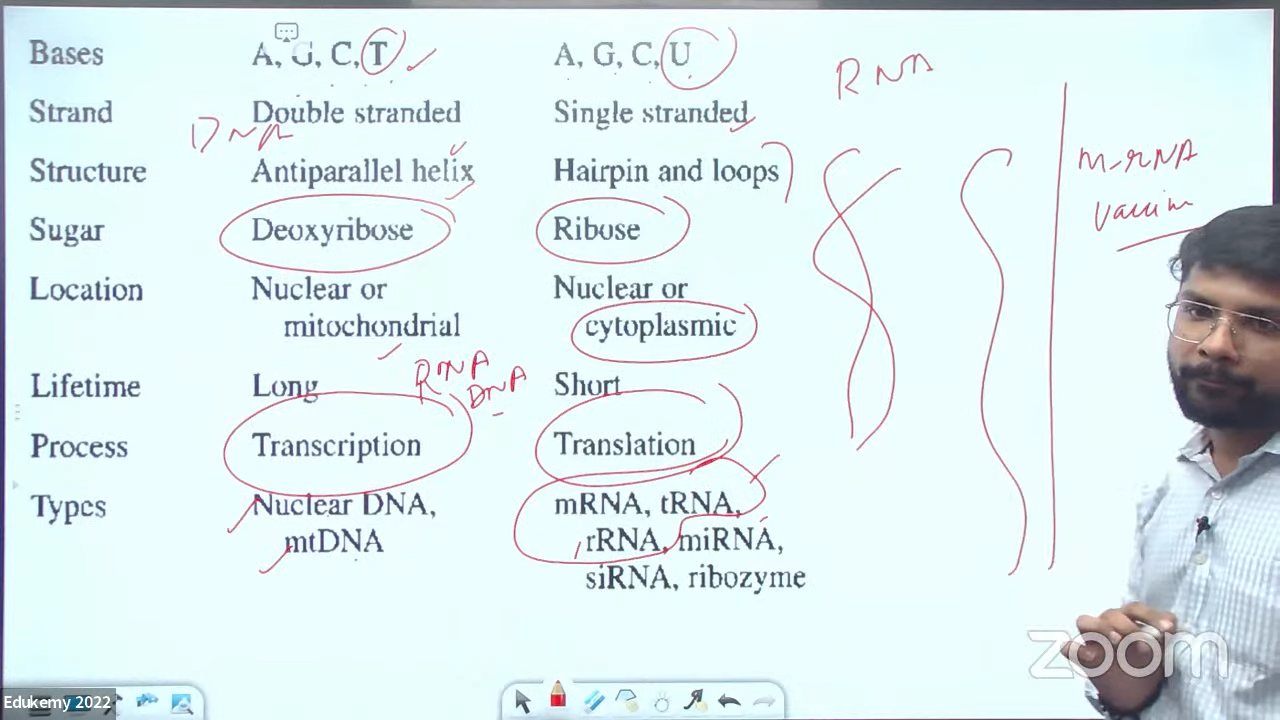 Bases A, G, C, T A, G, C, U
RNA
Strand Double stranded Single stranded
DNA
m-RNA
Structure Antiparallel helix Hairpin and loops
Sugar Deoxyribose Ribose
Location Nuclear or Nuclear or
mitochondrial cytoplasmic
RNA
DNA
Lifetime Long Short
Process Transcription Translation
Types Nuclear DNA, mRNA, tRNA,
mtDNA rRNA, miRNA,
siRNA, ribozyme
zoom
Edukemy 2022